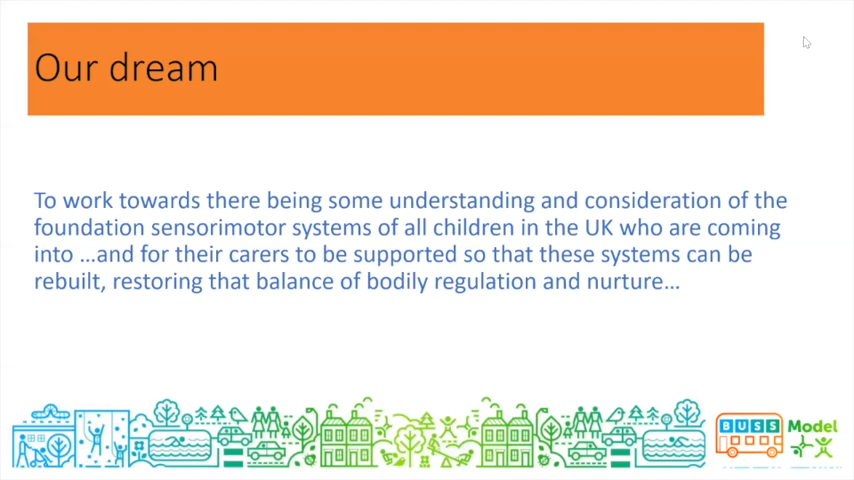 Our dream
To work towards there being some understanding and consideration of the
foundation sensorimotor systems of all children in the UK who are coming
into …and for their carers to be supported so that these systems can be
rebuilt, restoring that balance of bodily regulation and nurture…
BUSS Model